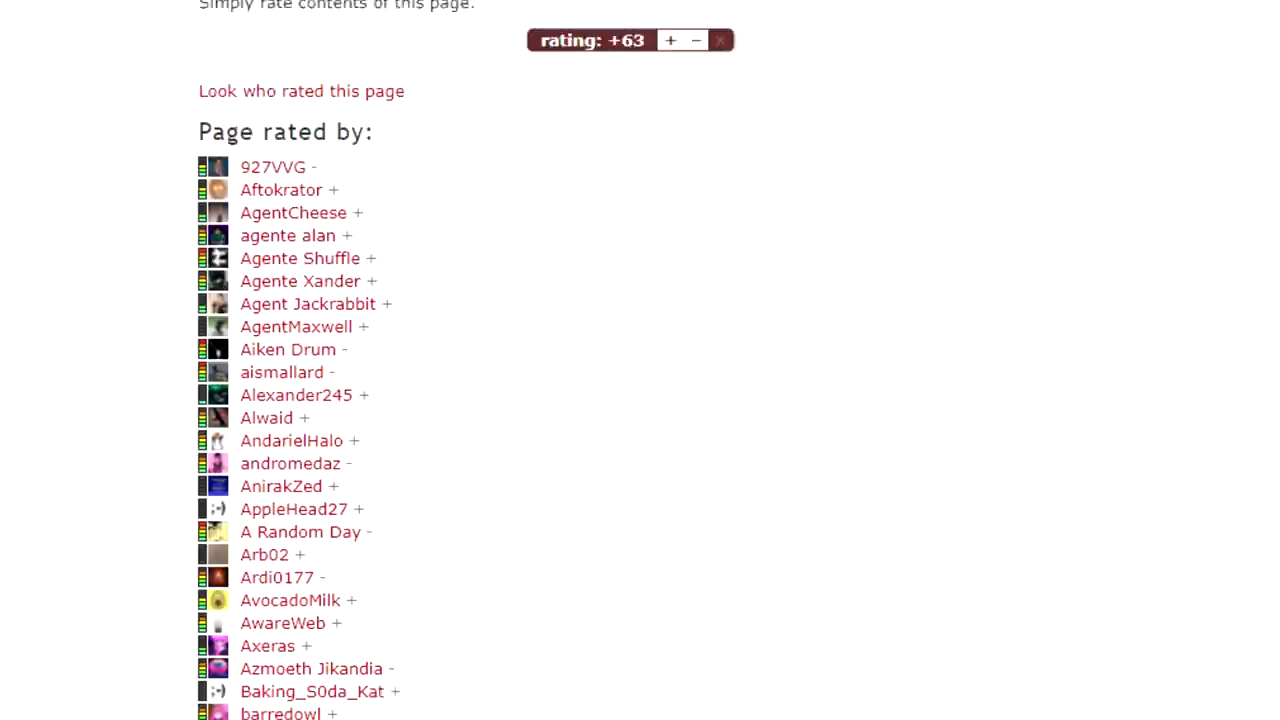 Simply rate contents of this page.
rating: +63 + – x
Look who rated this page
Page rated by:
927VVG -
Aftokrator +
AgentCheese +
agente alan +
Agente Shuffle +
Agente Xander +
Agent Jackrabbit +
AgentMaxwell +
Aiken Drum -
aismallard -
Alexander245 +
Alwaid +
AndarielHalo +
andromedaz -
AnirakZed +
AppleHead27 +
A Random Day -
Arb02 +
Ardi0177 -
AvocadoMilk +
AwareWeb +
Axeras +
Azmoeth Jikandia -
Baking_S0da_Kat +
barredowl +